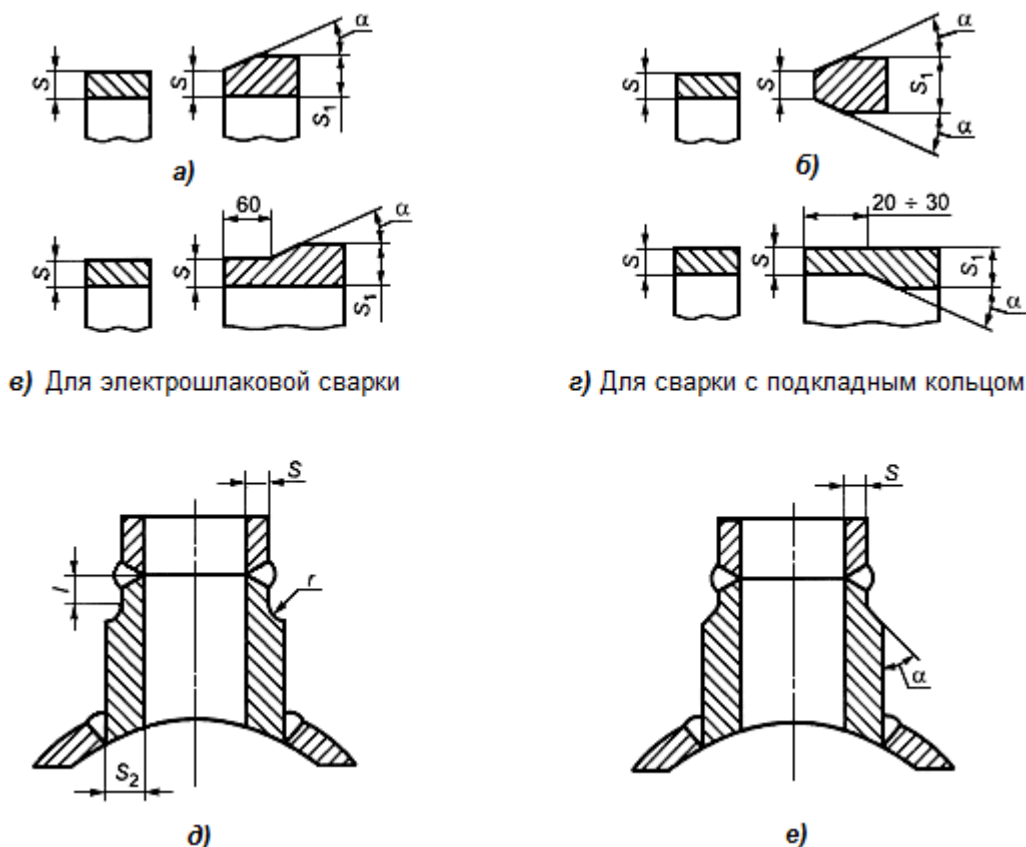 S S α S₁
а)
S S α S₁ α
б)
60 α
S S S₁
в) Для электрошлаковой сварки
20 ÷ 30
S S S₁ α
г) Для сварки с подкладным кольцом
S
l r
S₂
д)
S
α
е)